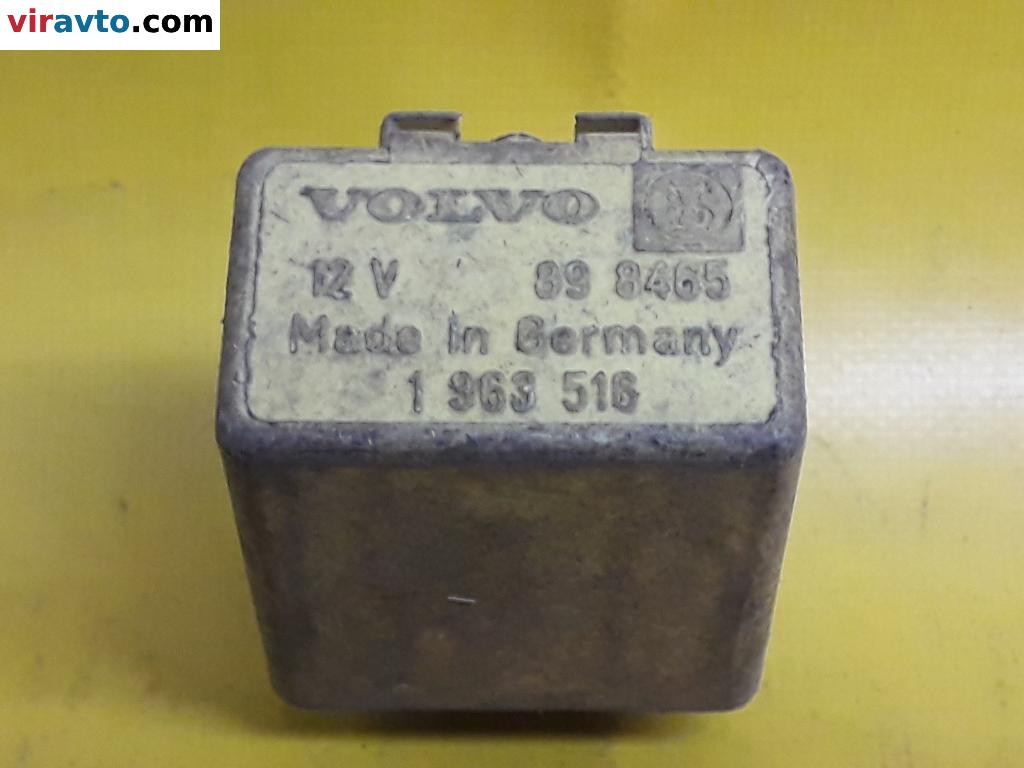 viravto.com
VOLVO
12 V 89 8465
Made in Germany
1 363 516